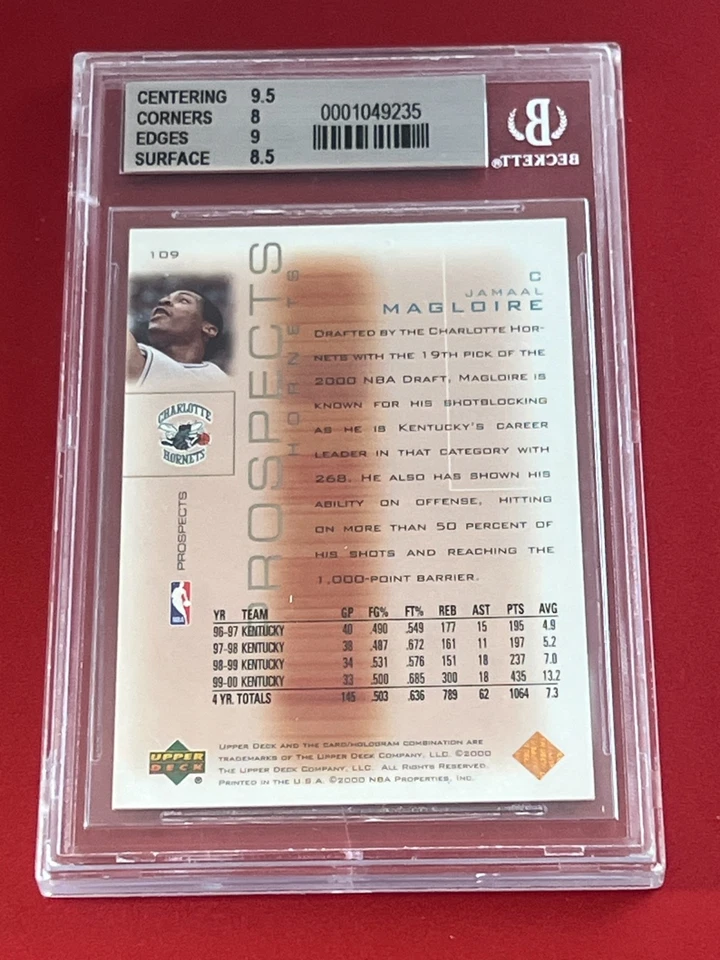 CENTERING 9.5
CORNERS 8
EDGES 9
SURFACE 8.5
0001049235
B
BECKETT®
109
PROSPECTS
HORNETS
C
JAMAAL
MAGLOIRE
DRAFTED BY THE CHARLOTTE HOR-
NETS WITH THE 19TH PICK OF THE
2000 NBA DRAFT, MAGLOIRE IS
KNOWN FOR HIS SHOTBLOCKING
AS HE IS KENTUCKY'S CAREER
LEADER IN THAT CATEGORY WITH
268. HE ALSO HAS SHOWN HIS
ABILITY ON OFFENSE, HITTING
ON MORE THAN 50 PERCENT OF
HIS SHOTS AND REACHING THE
1,000-POINT BARRIER.
CHARLOTTE
HORNETS
PROSPECTS
NBA
YR TEAM GP FG% FT% REB AST PTS AVG
96-97 KENTUCKY 40 .490 .549 177 15 195 4.9
97-98 KENTUCKY 38 .487 .672 161 11 197 5.2
98-99 KENTUCKY 34 .531 .576 151 18 237 7.0
99-00 KENTUCKY 33 .500 .685 300 18 435 13.2
4 YR. TOTALS 145 .503 .636 789 62 1064 7.3
UPPER
DECK
®
UPPER DECK AND THE CARD/HOLOGRAM COMBINATION ARE
TRADEMARKS OF THE UPPER DECK COMPANY, LLC. ©2000
THE UPPER DECK COMPANY, LLC. ALL RIGHTS RESERVED.
PRINTED IN THE U.S.A. ©2000 NBA PROPERTIES, INC.